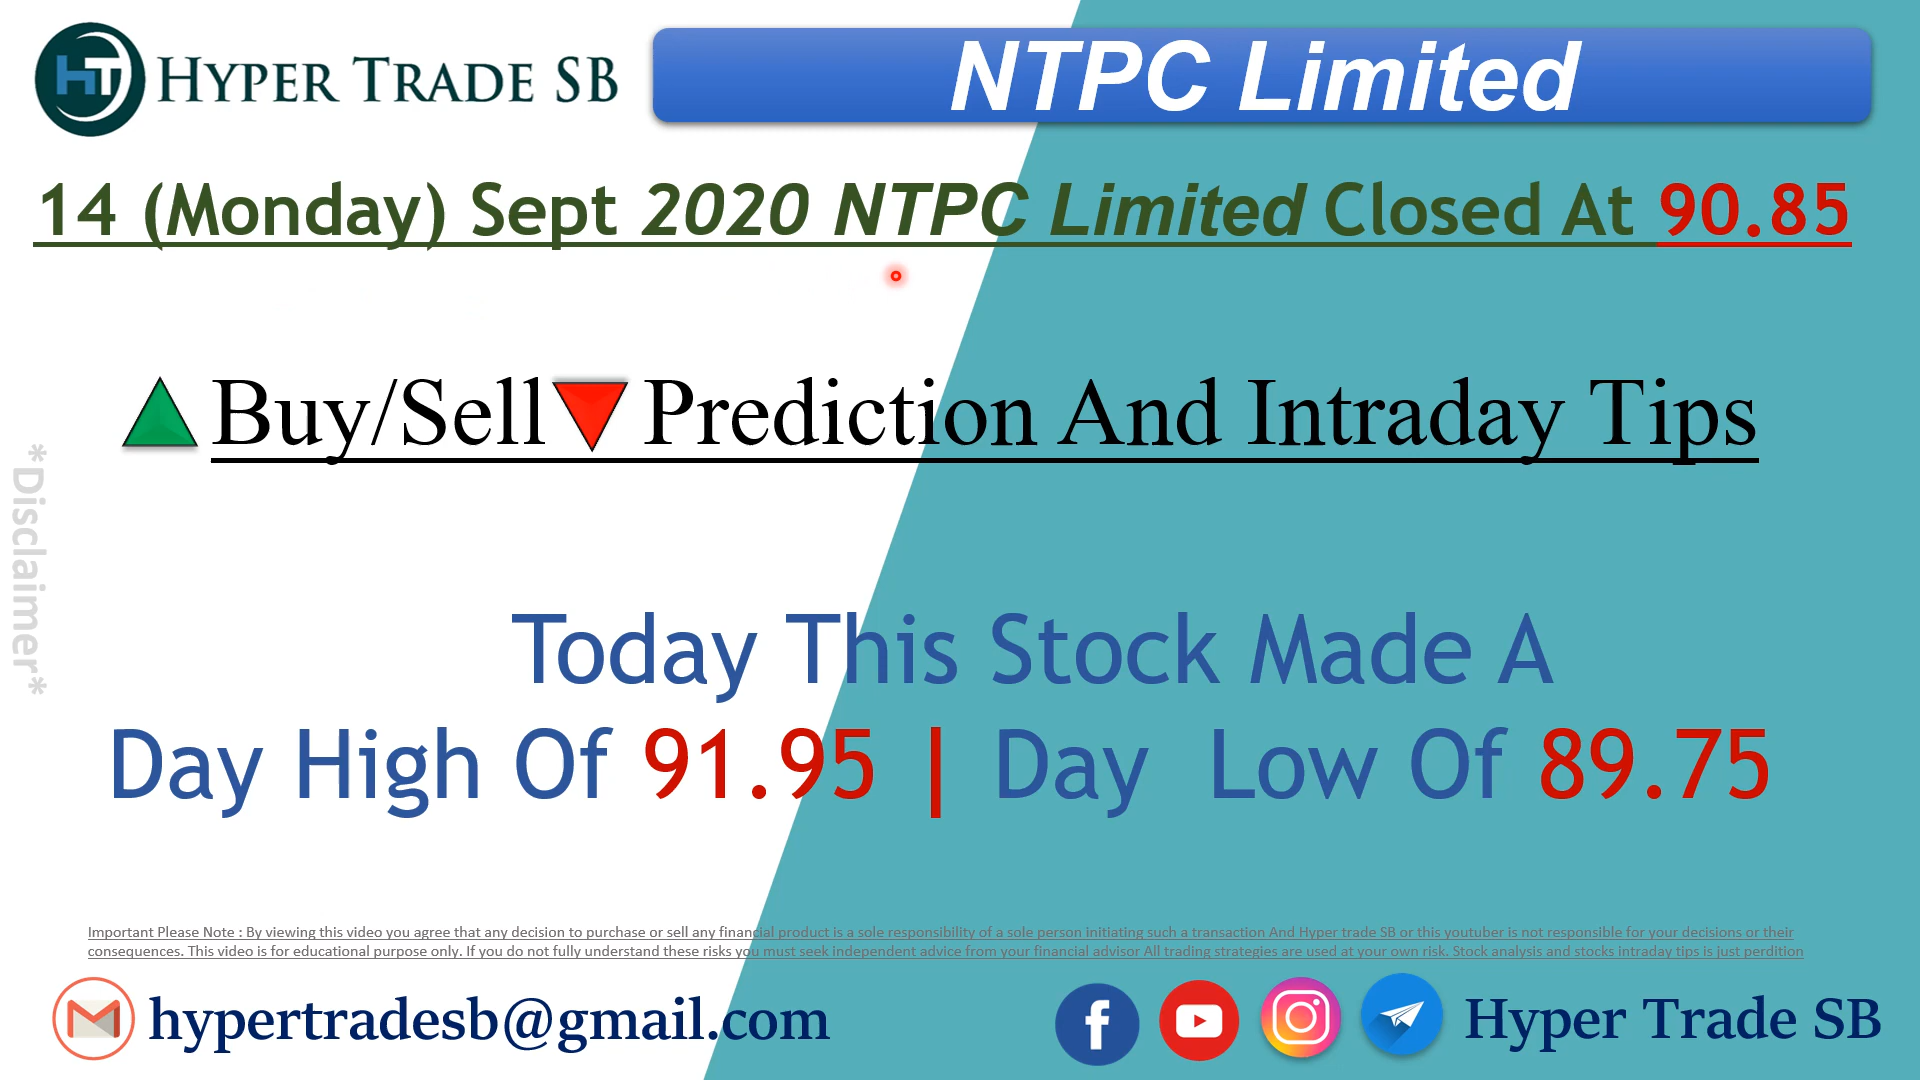 HT HYPER TRADE SB
NTPC Limited
14 (Monday) Sept 2020 NTPC Limited Closed At 90.85
Buy/Sell Prediction And Intraday Tips
*Disclaimer*
Today This Stock Made A
Day High Of 91.95 | Day Low Of 89.75
Important Please Note : By viewing this video you agree that any decision to purchase or sell any financial product is a sole responsibility of a sole person initiating such a transaction And Hyper trade SB or this youtuber is not responsible for your decisions or their
consequences. This video is for educational purpose only. If you do not fully understand these risks you must seek independent advice from your financial advisor All trading strategies are used at your own risk. Stock analysis and stocks intraday tips is just perdition
hypertradesb@gmail.com
Hyper Trade SB